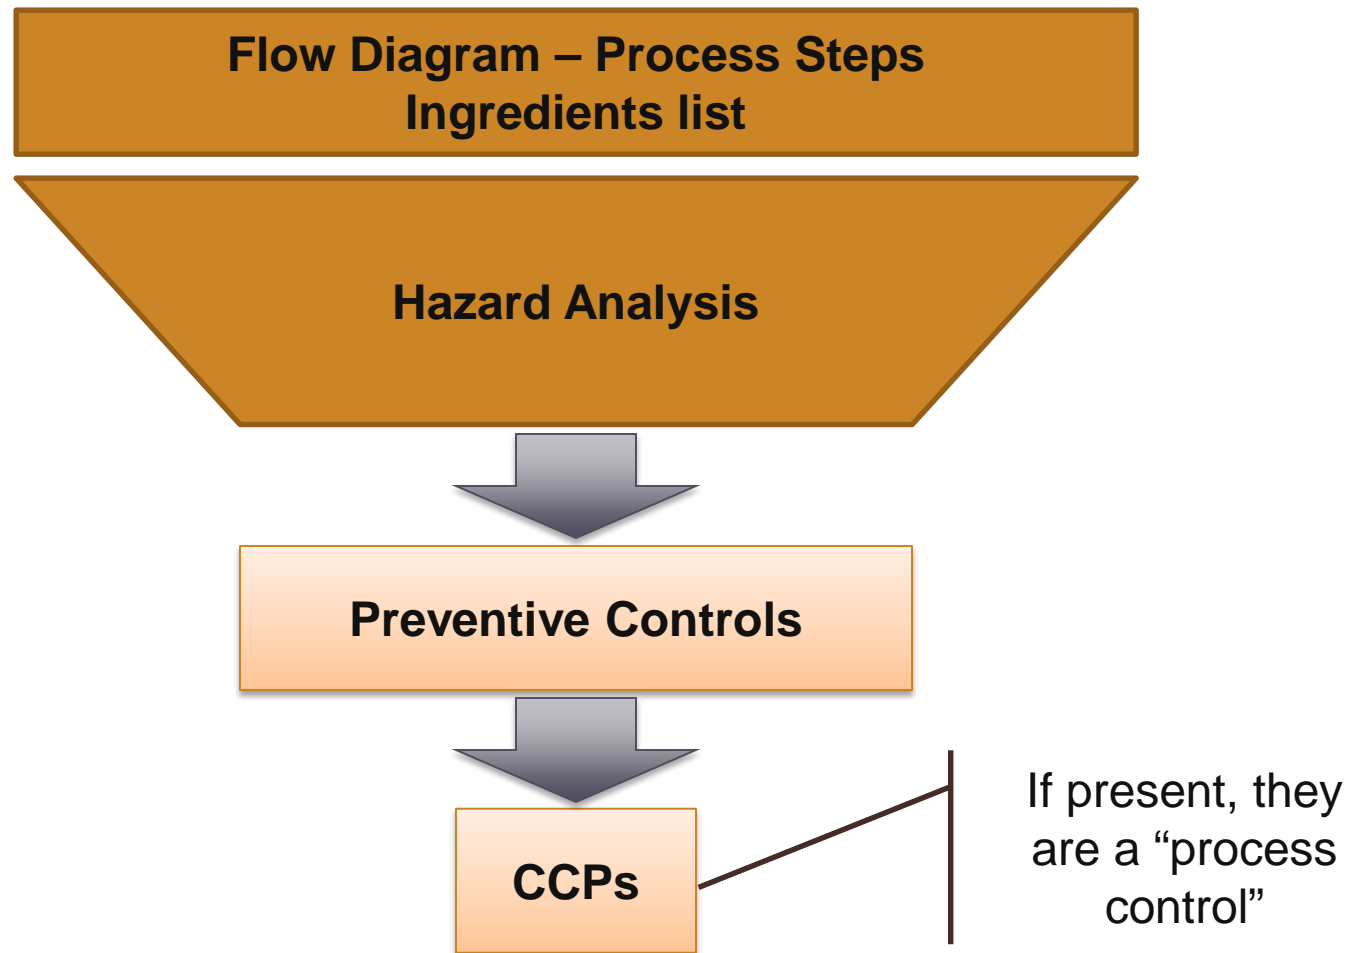 Flow Diagram – Process Steps
Ingredients list
Hazard Analysis
Preventive Controls
CCPs
If present, they
are a “process
control”